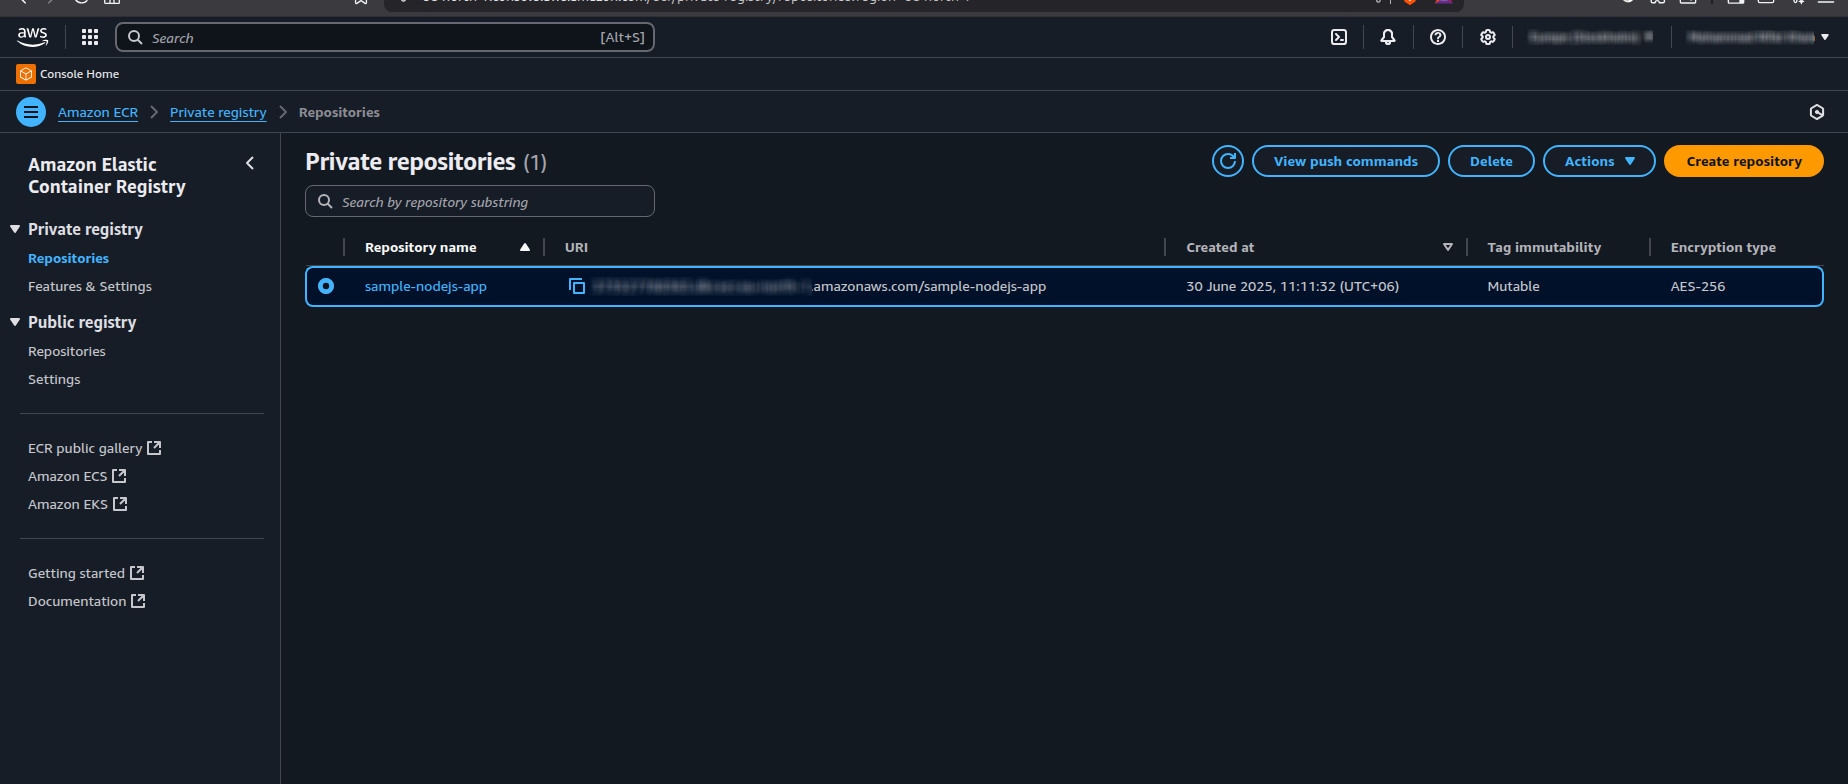 aws
Search [Alt+S]
Console Home
Amazon ECR Private registry Repositories
Amazon Elastic
Container Registry
Private registry
Repositories
Features & Settings
Public registry
Repositories
Settings
ECR public gallery
Amazon ECS
Amazon EKS
Getting started
Documentation
Private repositories (1)
View push commands Delete Actions Create repository
Search by repository substring
Repository name URI Created at Tag immutability Encryption type
sample-nodejs-app .amazonaws.com/sample-nodejs-app 30 June 2025, 11:11:32 (UTC+06) Mutable AES-256